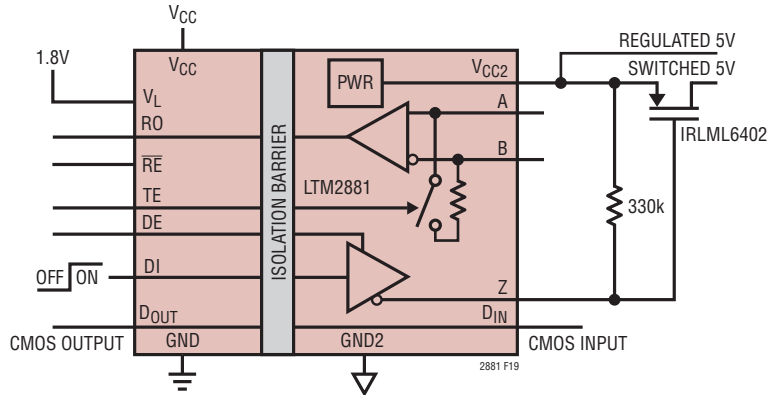 VCC
REGULATED 5V
1.8V
VCC
PWR
VCC2
SWITCHED 5V
VL
A
IRLML6402
RO
B
RE
ISOLATION BARRIER
LTM2881
TE
330k
DE
OFF ON
DI
Z
DOUT
DIN
CMOS OUTPUT
GND
GND2
CMOS INPUT
2881 F19